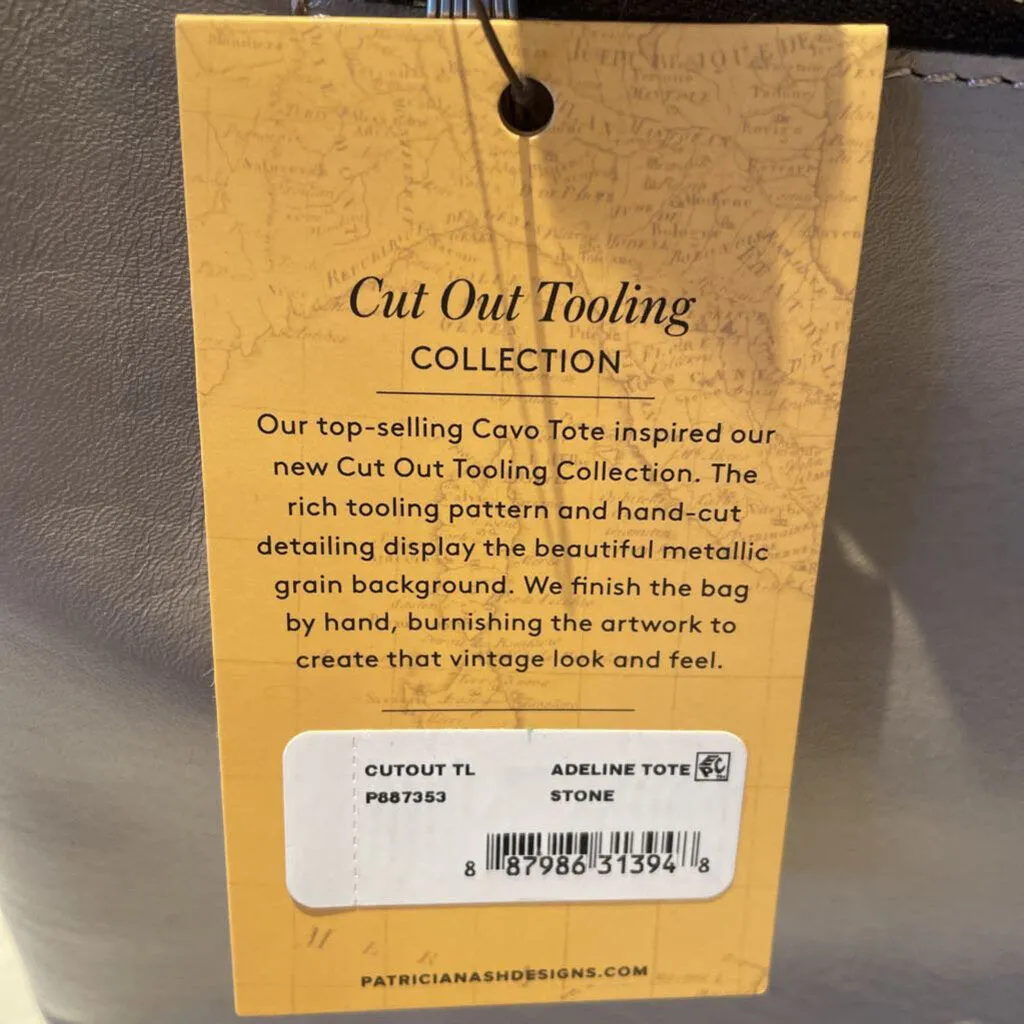 Cut Out Tooling
COLLECTION
Our top-selling Cavo Tote inspired our
new Cut Out Tooling Collection. The
rich tooling pattern and hand-cut
detailing display the beautiful metallic
grain background. We finish the bag
by hand, burnishing the artwork to
create that vintage look and feel.
CUTOUT TL ADELINE TOTE
P887353 STONE
8 87986 31394 8
PATRICIANASHDESIGNS.COM